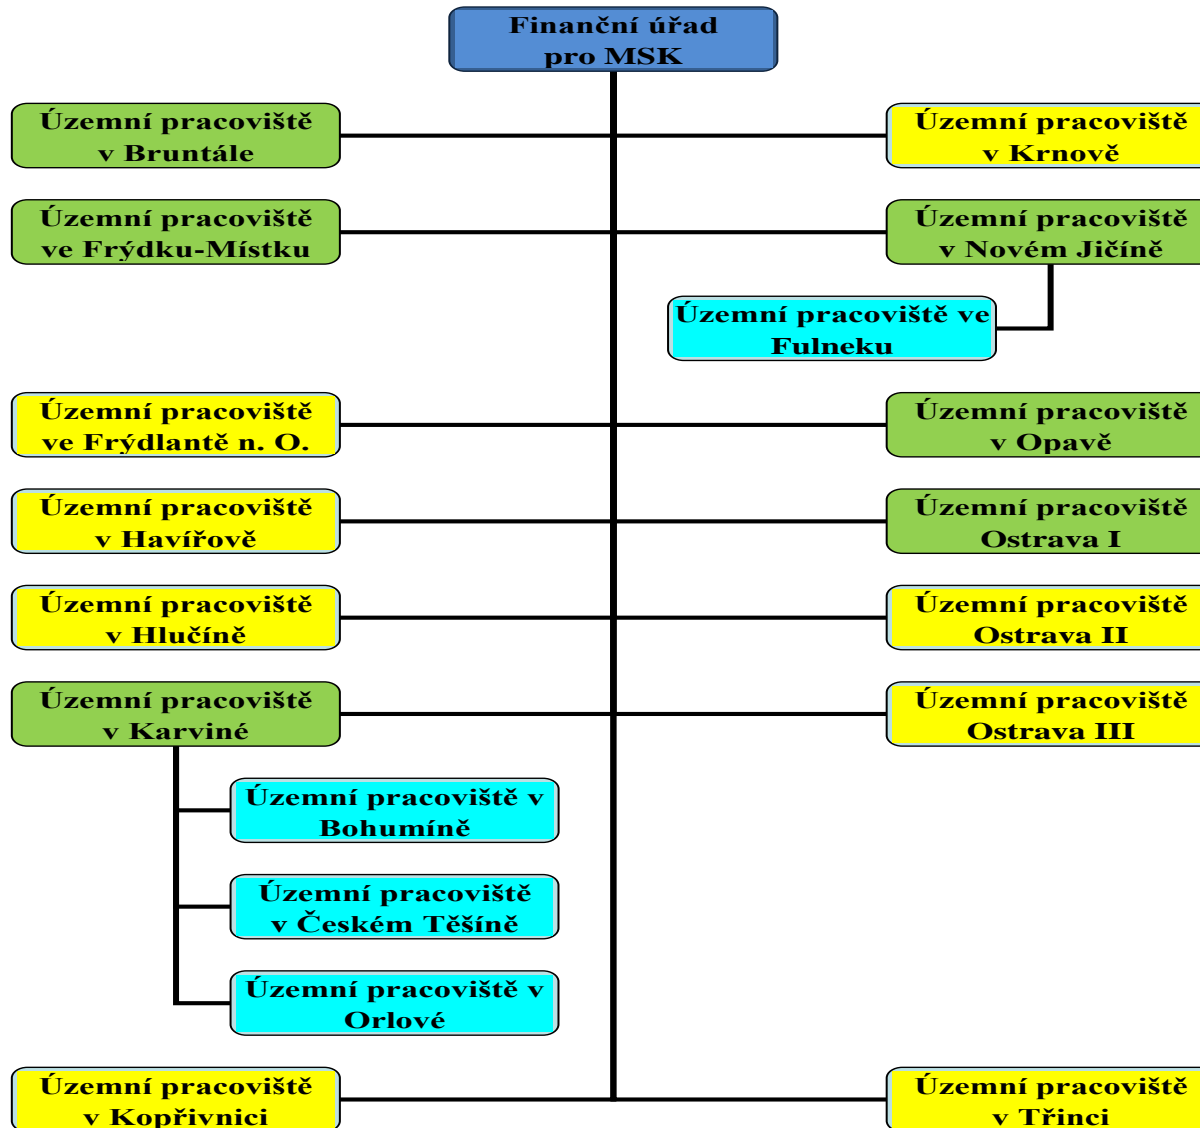 Finanční úřad
pro MSK
Územní pracoviště
v Bruntále
Územní pracoviště
v Krnově
Územní pracoviště
ve Frýdku-Místku
Územní pracoviště
v Novém Jičíně
Územní pracoviště ve
Fulneku
Územní pracoviště
ve Frýdlantě n. O.
Územní pracoviště
v Opavě
Územní pracoviště
v Havířově
Územní pracoviště
Ostrava I
Územní pracoviště
v Hlučíně
Územní pracoviště
Ostrava II
Územní pracoviště
v Karviné
Územní pracoviště
Ostrava III
Územní pracoviště v
Bohumíně
Územní pracoviště
v Českém Těšíně
Územní pracoviště v
Orlové
Územní pracoviště
v Kopřivnici
Územní pracoviště
v Třinci